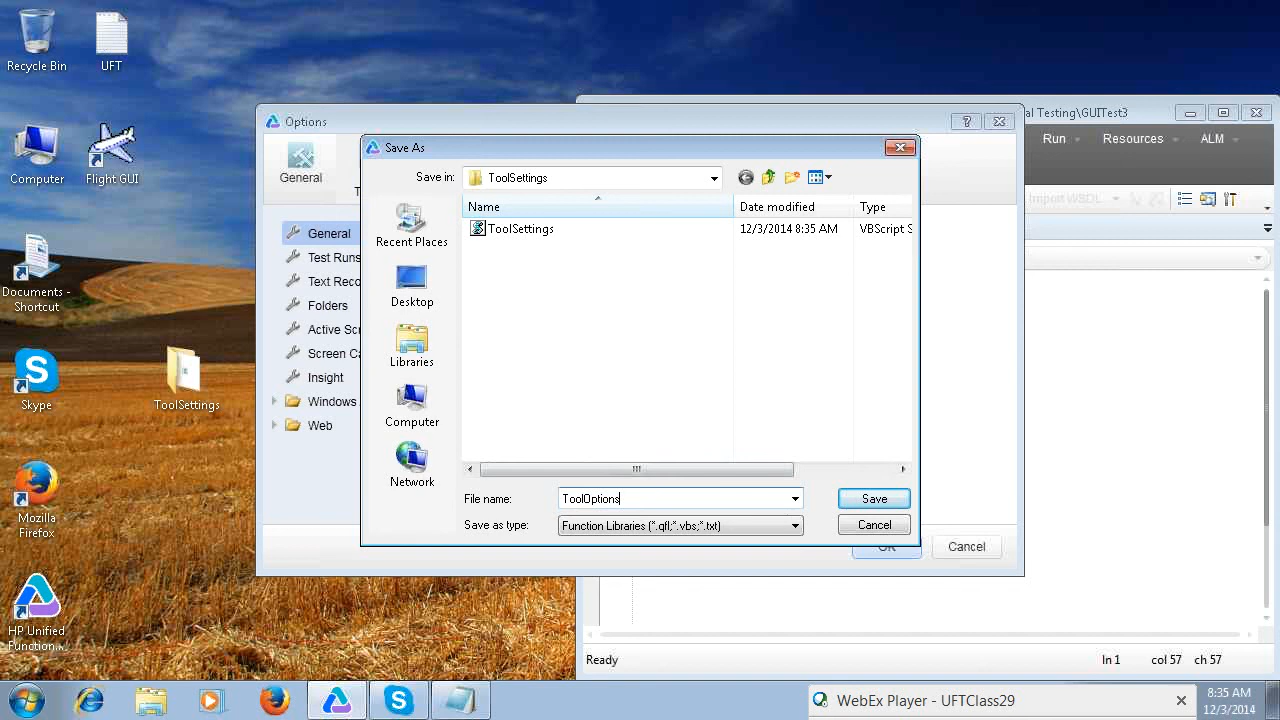 Recycle Bin
UFT
Computer
Flight GUI
Documents -
Shortcut
Skype
ToolSettings
Mozilla
Firefox
HP Unified
Function...
al Testing\GUITest3
Run
Resources
ALM
Import WSDL
Options
General
T
General
Test Runs
Text Reco
Folders
Active Scr
Screen Ca
Insight
Windows
Web
OK
Cancel
Save As
Save in:
ToolSettings
Name
Date modified
Type
ToolSettings
12/3/2014 8:35 AM
VBScript S
Recent Places
Desktop
Libraries
Computer
Network
File name:
ToolOptions
Save
Save as type:
Function Libraries (*.qfl;*.vbs;*.txt)
Cancel
Ready
ln 1
col 57
ch 57
WebEx Player - UFTClass29
8:35 AM
12/3/2014